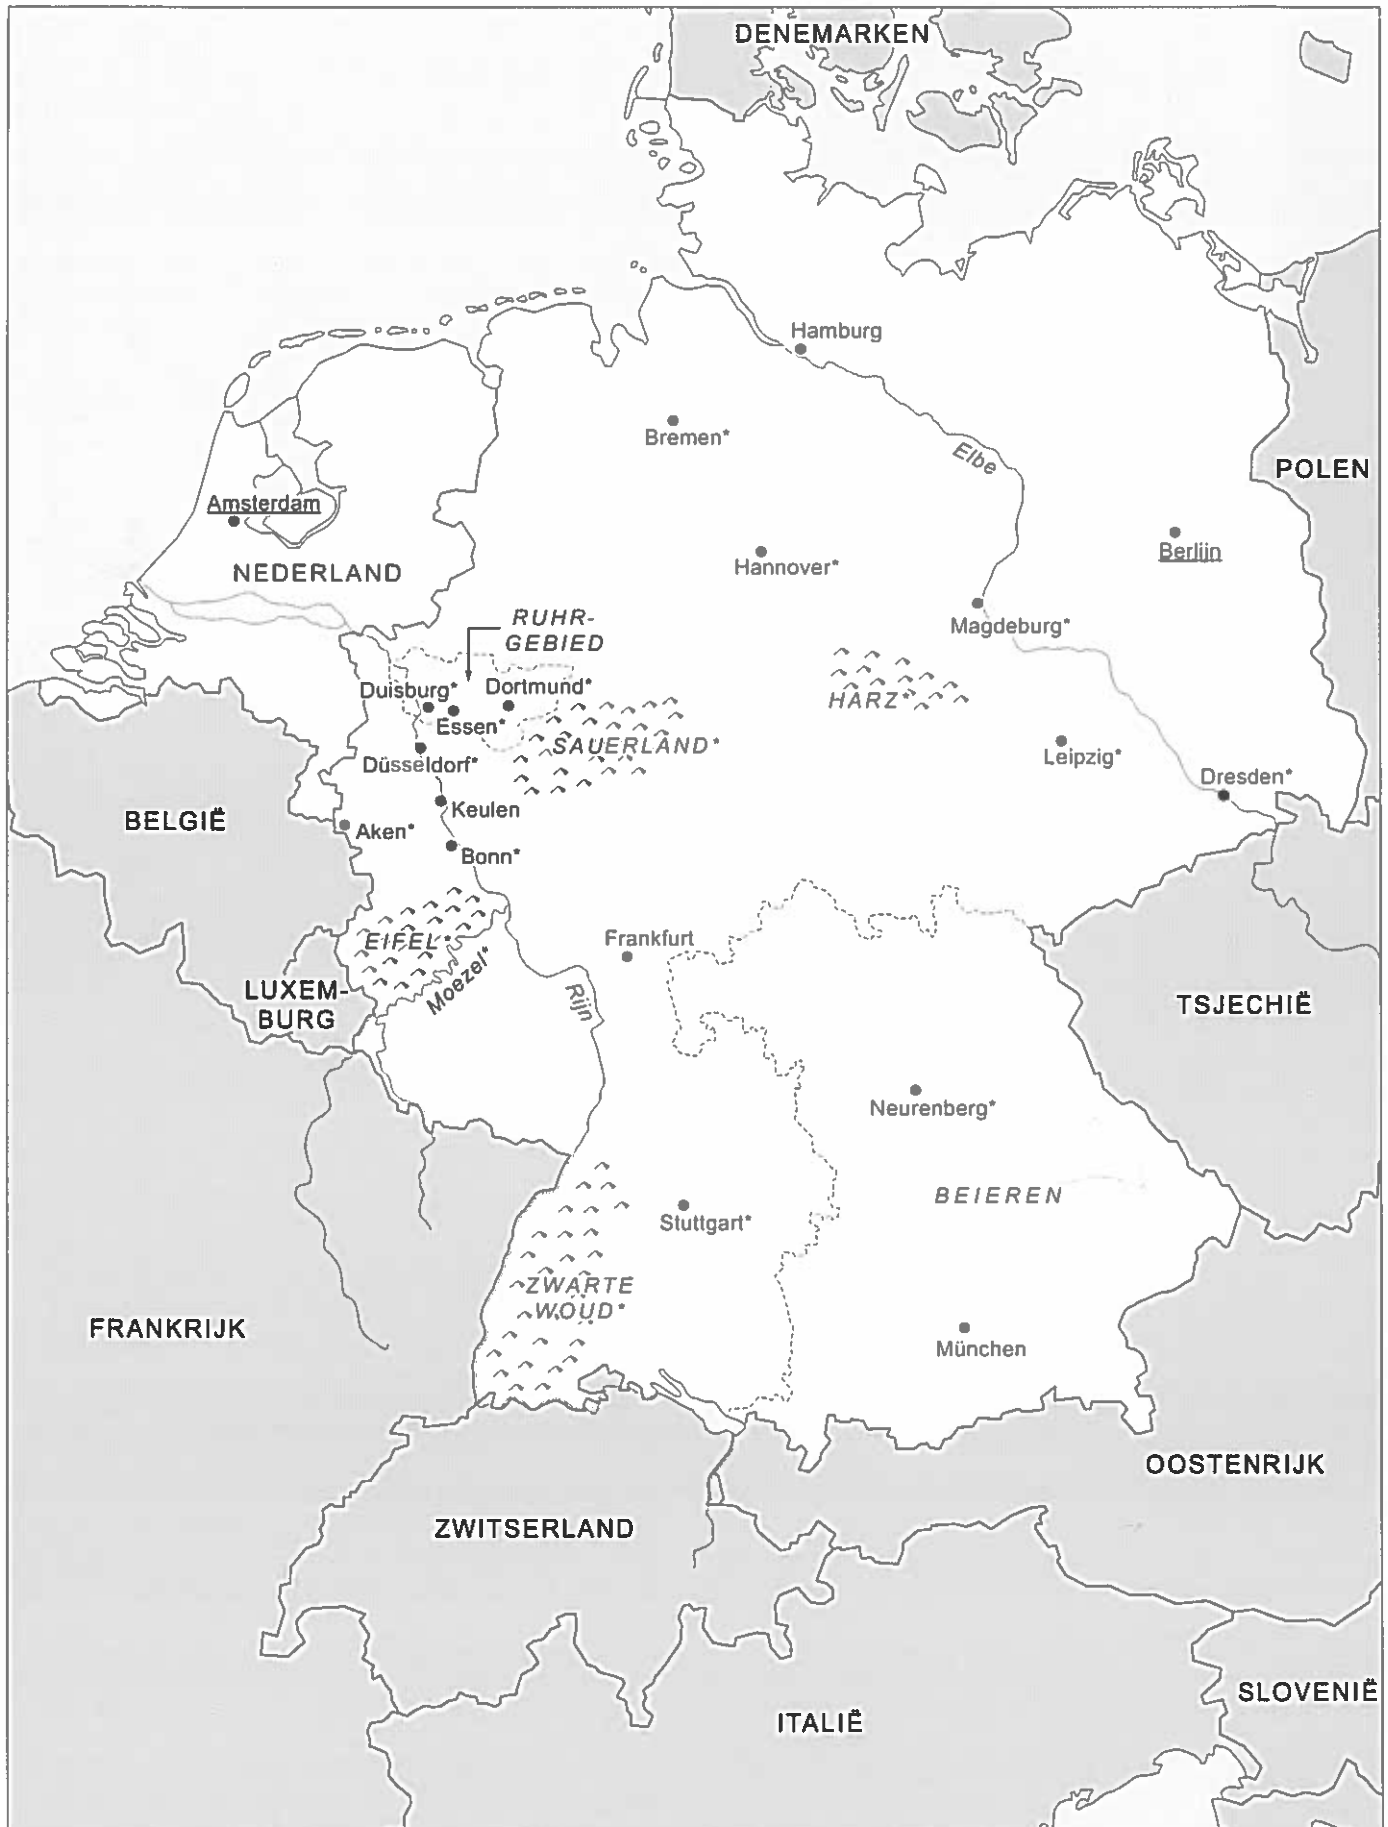 DENEMARKEN
Hamburg
Bremen*
Elbe
POLEN
Amsterdam
Berlijn
Hannover*
NEDERLAND
RUHR-
GEBIED
Magdeburg*
Duisburg*
Dortmund*
HARZ*
Essen*
SAUERLAND*
Düsseldorf*
Leipzig*
Dresden*
Keulen
BELGIË
Aken*
Bonn*
EIFEL*
Frankfurt
Moezel*
Rijn
LUXEM-
BURG
TSJECHIË
Neurenberg*
BEIEREN
Stuttgart*
ZWARTE
WOUD*
FRANKRIJK
München
OOSTENRIJK
ZWITSERLAND
SLOVENIË
ITALIË